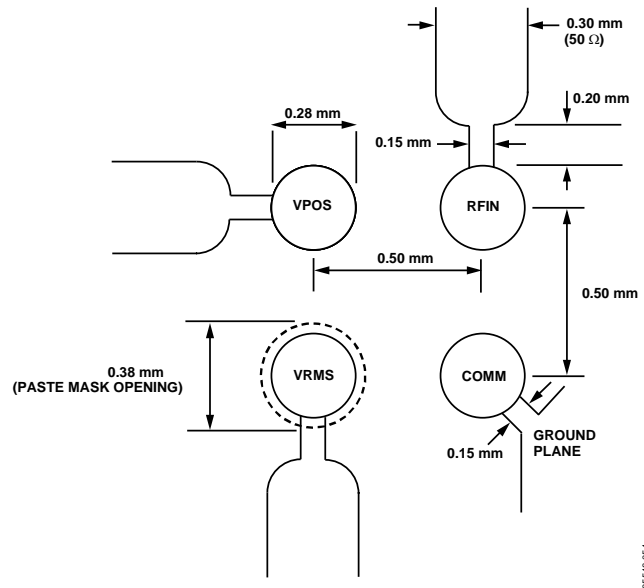 0.30 mm
(50 Ω)
0.20 mm
0.28 mm
0.15 mm
VPOS
RFIN
0.50 mm
0.50 mm
0.38 mm
(PASTE MASK OPENING)
VRMS
COMM
GROUND
PLANE
0.15 mm